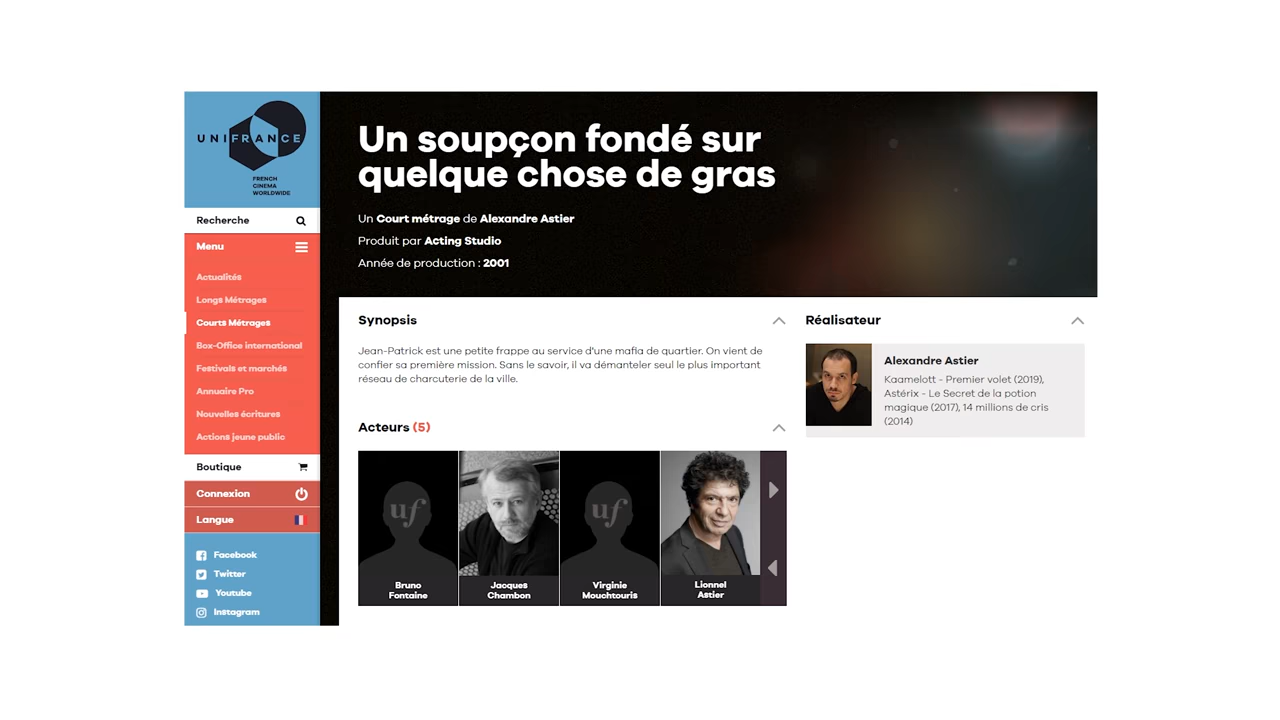 UNIFRANCE
FRENCH
CINEMA
WORLDWIDE
Recherche
Menu
Actualités
Longs Métrages
Courts Métrages
Box-Office international
Festivals et marchés
Annuaire Pro
Nouvelles écritures
Actions jeune public
Boutique
Connexion
Langue
Facebook
Twitter
Youtube
Instagram
Un soupçon fondé sur
quelque chose de gras
Un Court métrage de Alexandre Astier
Produit par Acting Studio
Année de production : 2001
Synopsis
Jean-Patrick est une petite frappe au service d'une mafia de quartier. On vient de
confier sa première mission. Sans le savoir, il va démanteler seul le plus important
réseau de charcuterie de la ville.
Acteurs (5)
uf
uf
Bruno
Fontaine
Jacques
Chambon
Virginie
Mouchtouris
Lionnel
Astier
Réalisateur
Alexandre Astier
Kaamelott - Premier volet (2019),
Astérix - Le Secret de la potion
magique (2017), 14 millions de cris
(2014)